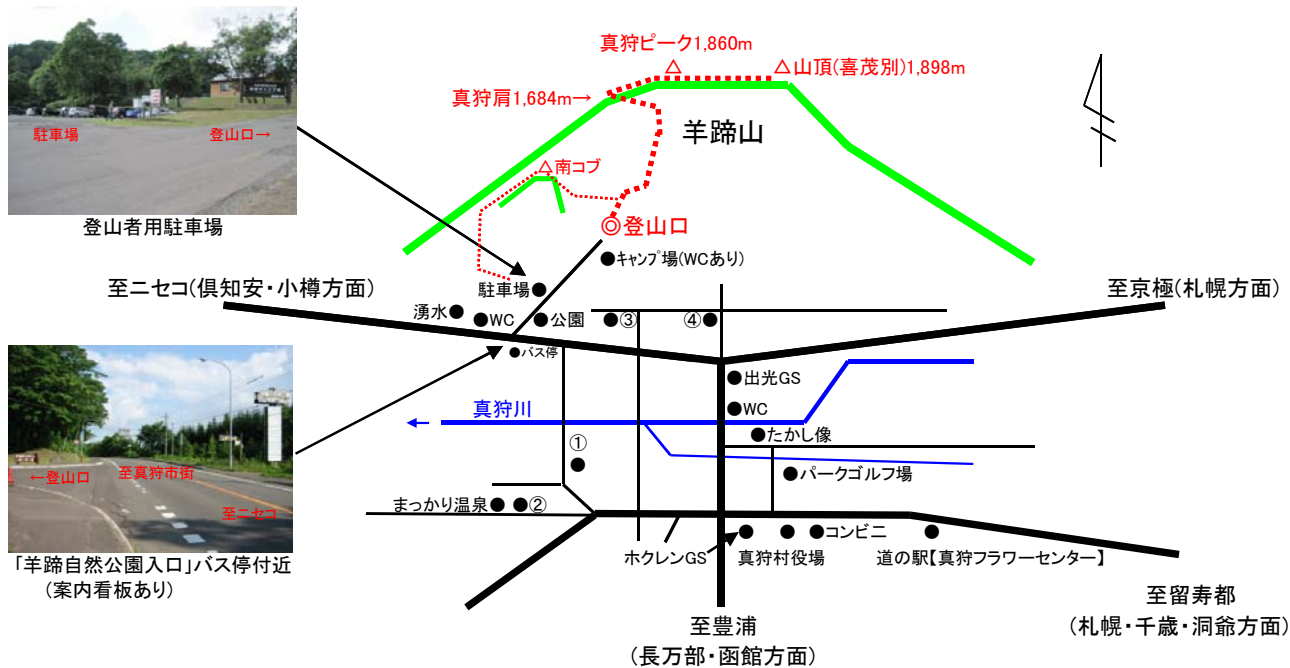 真狩ピーク1,860m
△
△山頂(喜茂別)1,898m
真狩肩1,684m→
羊蹄山
△南コブ
◎登山口
駐車場
登山口→
登山者用駐車場
●キャンプ場(WCあり)
至ニセコ(倶知安・小樽方面)
駐車場●
至京極(札幌方面)
湧水●
●WC
●公園
●③
④●
●バス停
●出光GS
●WC
←
真狩川
●たかし像
①
●
●パークゴルフ場
まっかり温泉●
●②
←登山口
至真狩市街
至ニセコ
「羊蹄自然公園入口」バス停付近
(案内看板あり)
ホクレンGS
●
真狩村役場
●
●コンビニ
●
道の駅【真狩フラワーセンター】
至豊浦
(長万部・函館方面)
至留寿都
(札幌・千歳・洞爺方面)